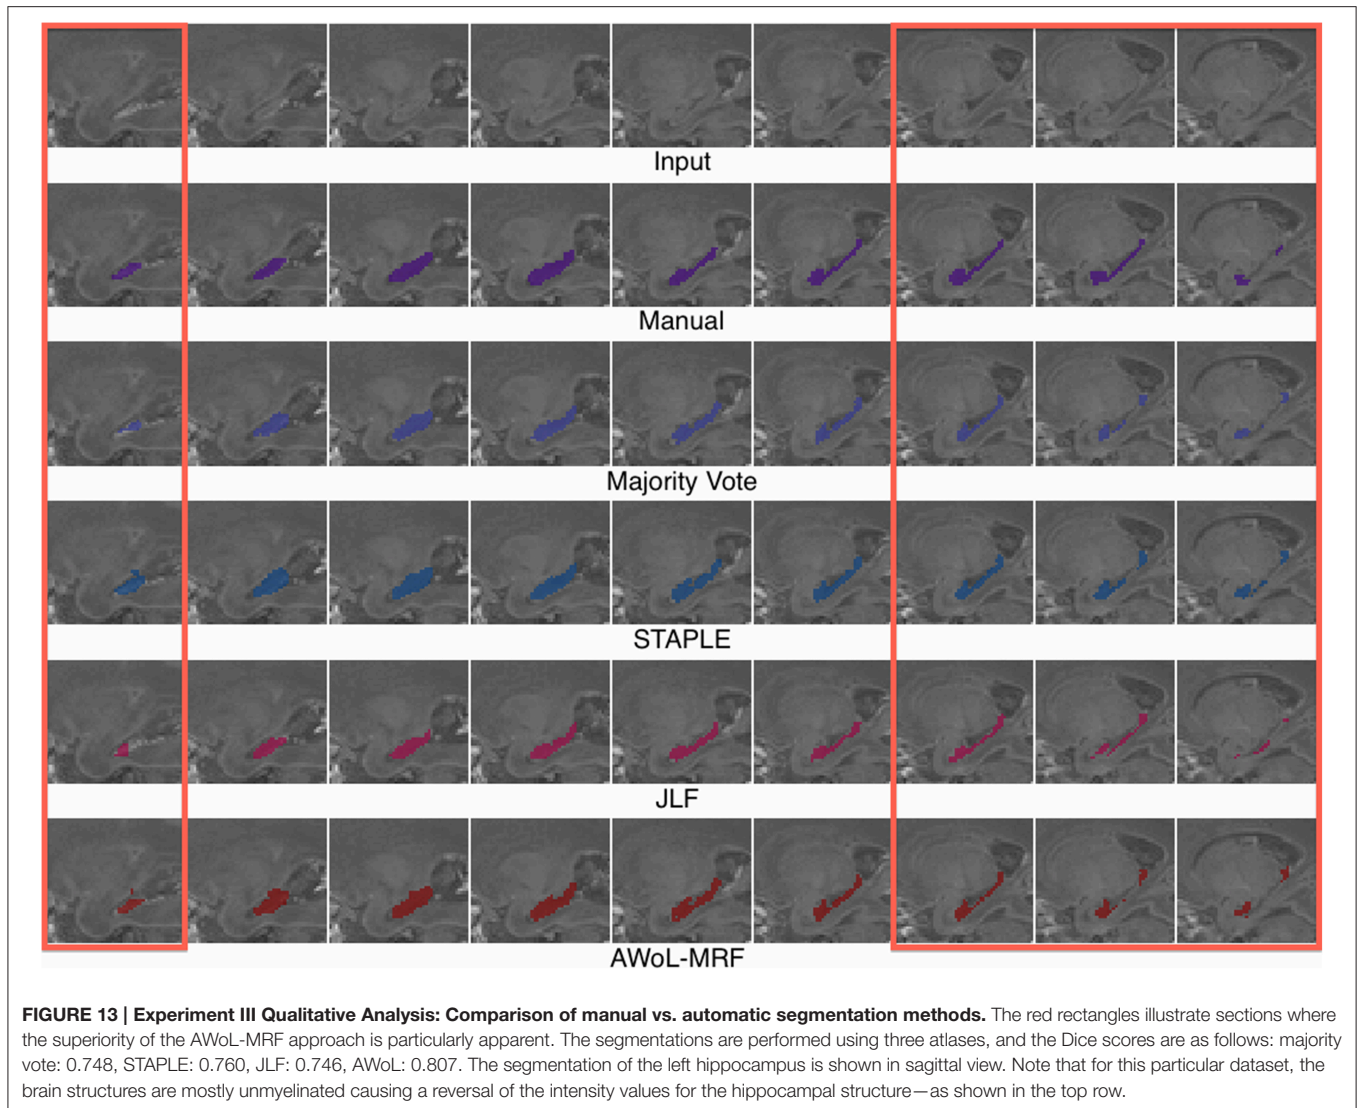 Input
Manual
Majority Vote
STAPLE
JLF
AWoL-MRF
FIGURE 13 | Experiment III Qualitative Analysis: Comparison of manual vs. automatic segmentation methods. The red rectangles illustrate sections where
the superiority of the AWoL-MRF approach is particularly apparent. The segmentations are performed using three atlases, and the Dice scores are as follows: majority
vote: 0.748, STAPLE: 0.760, JLF: 0.746, AWoL: 0.807. The segmentation of the left hippocampus is shown in sagittal view. Note that for this particular dataset, the
brain structures are mostly unmyelinated causing a reversal of the intensity values for the hippocampal structure—as shown in the top row.